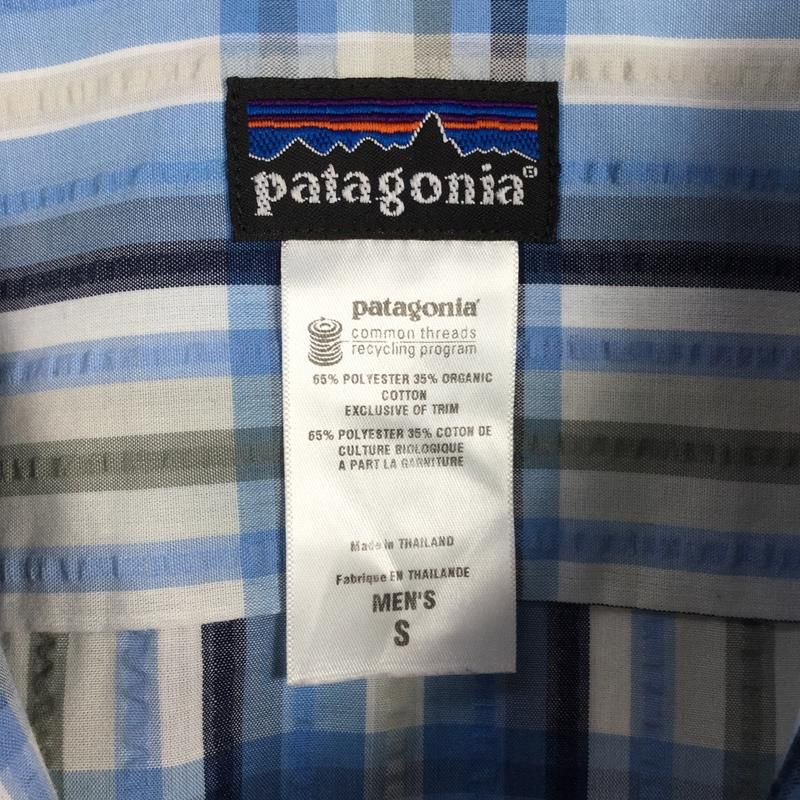 patagonia®
patagonia®
common threads
recycling program
65% POLYESTER 35% ORGANIC
COTTON
EXCLUSIVE OF TRIM
65% POLYESTER 35% COTON DE
CULTURE BIOLOGIQUE
A PART LA GARNITURE
Made in THAILAND
Fabrique EN THAILANDE
MEN'S
S